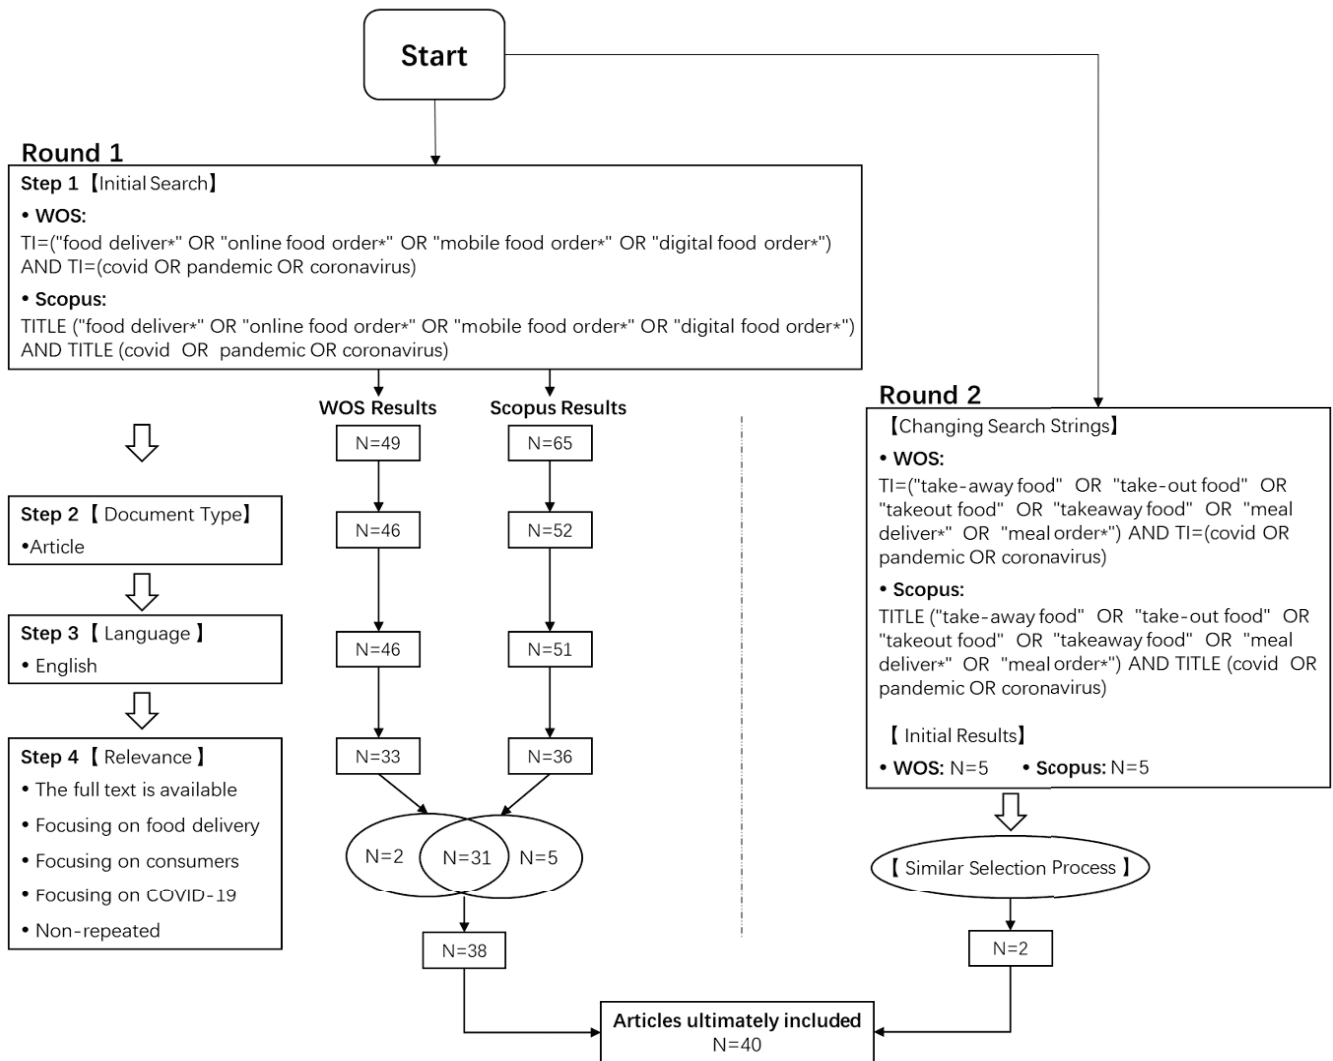 Start
Round 1
Step 1 【Initial Search】
• WOS:
TI=("food deliver*" OR "online food order*" OR "mobile food order*" OR "digital food order*")
AND TI=(covid OR pandemic OR coronavirus)
• Scopus:
TITLE ("food deliver*" OR "online food order*" OR "mobile food order*" OR "digital food order*")
AND TITLE (covid OR pandemic OR coronavirus)
WOS Results
Scopus Results
N=49
N=65
Step 2 【 Document Type】
•Article
N=46
N=52
Step 3 【 Language 】
• English
N=46
N=51
Step 4 【 Relevance 】
• The full text is available
• Focusing on food delivery
• Focusing on consumers
• Focusing on COVID-19
• Non-repeated
N=33
N=36
N=2
N=31
N=5
N=38
Round 2
【Changing Search Strings】
• WOS:
TI=("take-away food" OR "take-out food" OR
"takeout food" OR "takeaway food" OR "meal
deliver*" OR "meal order*") AND TI=(covid OR
pandemic OR coronavirus)
• Scopus:
TITLE ("take-away food" OR "take-out food" OR
"takeout food" OR "takeaway food" OR "meal
deliver*" OR "meal order*") AND TITLE (covid OR
pandemic OR coronavirus)
【 Initial Results】
• WOS: N=5 • Scopus: N=5
【 Similar Selection Process 】
N=2
Articles ultimately included
N=40